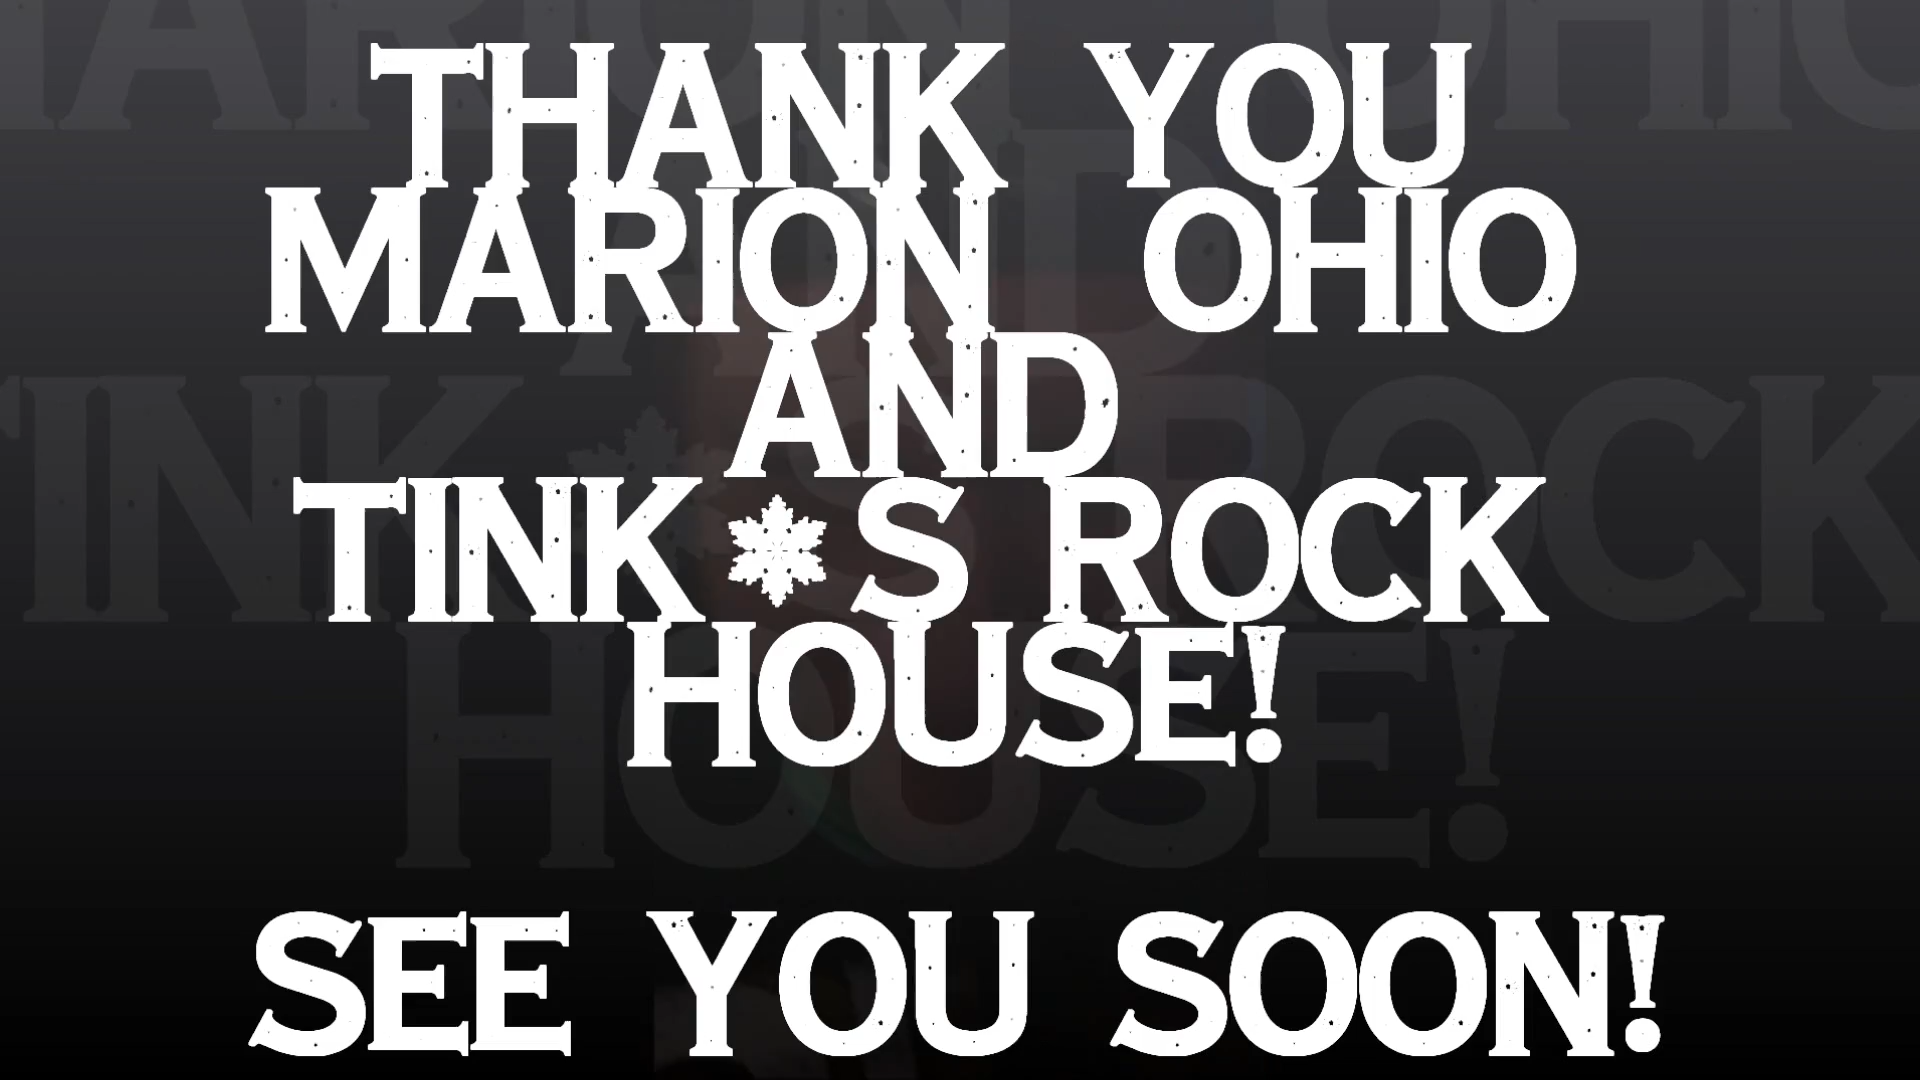 THANK YOU
MARION OHIO
AND
TINK❄S ROCK
HOUSE!
SEE YOU SOON!